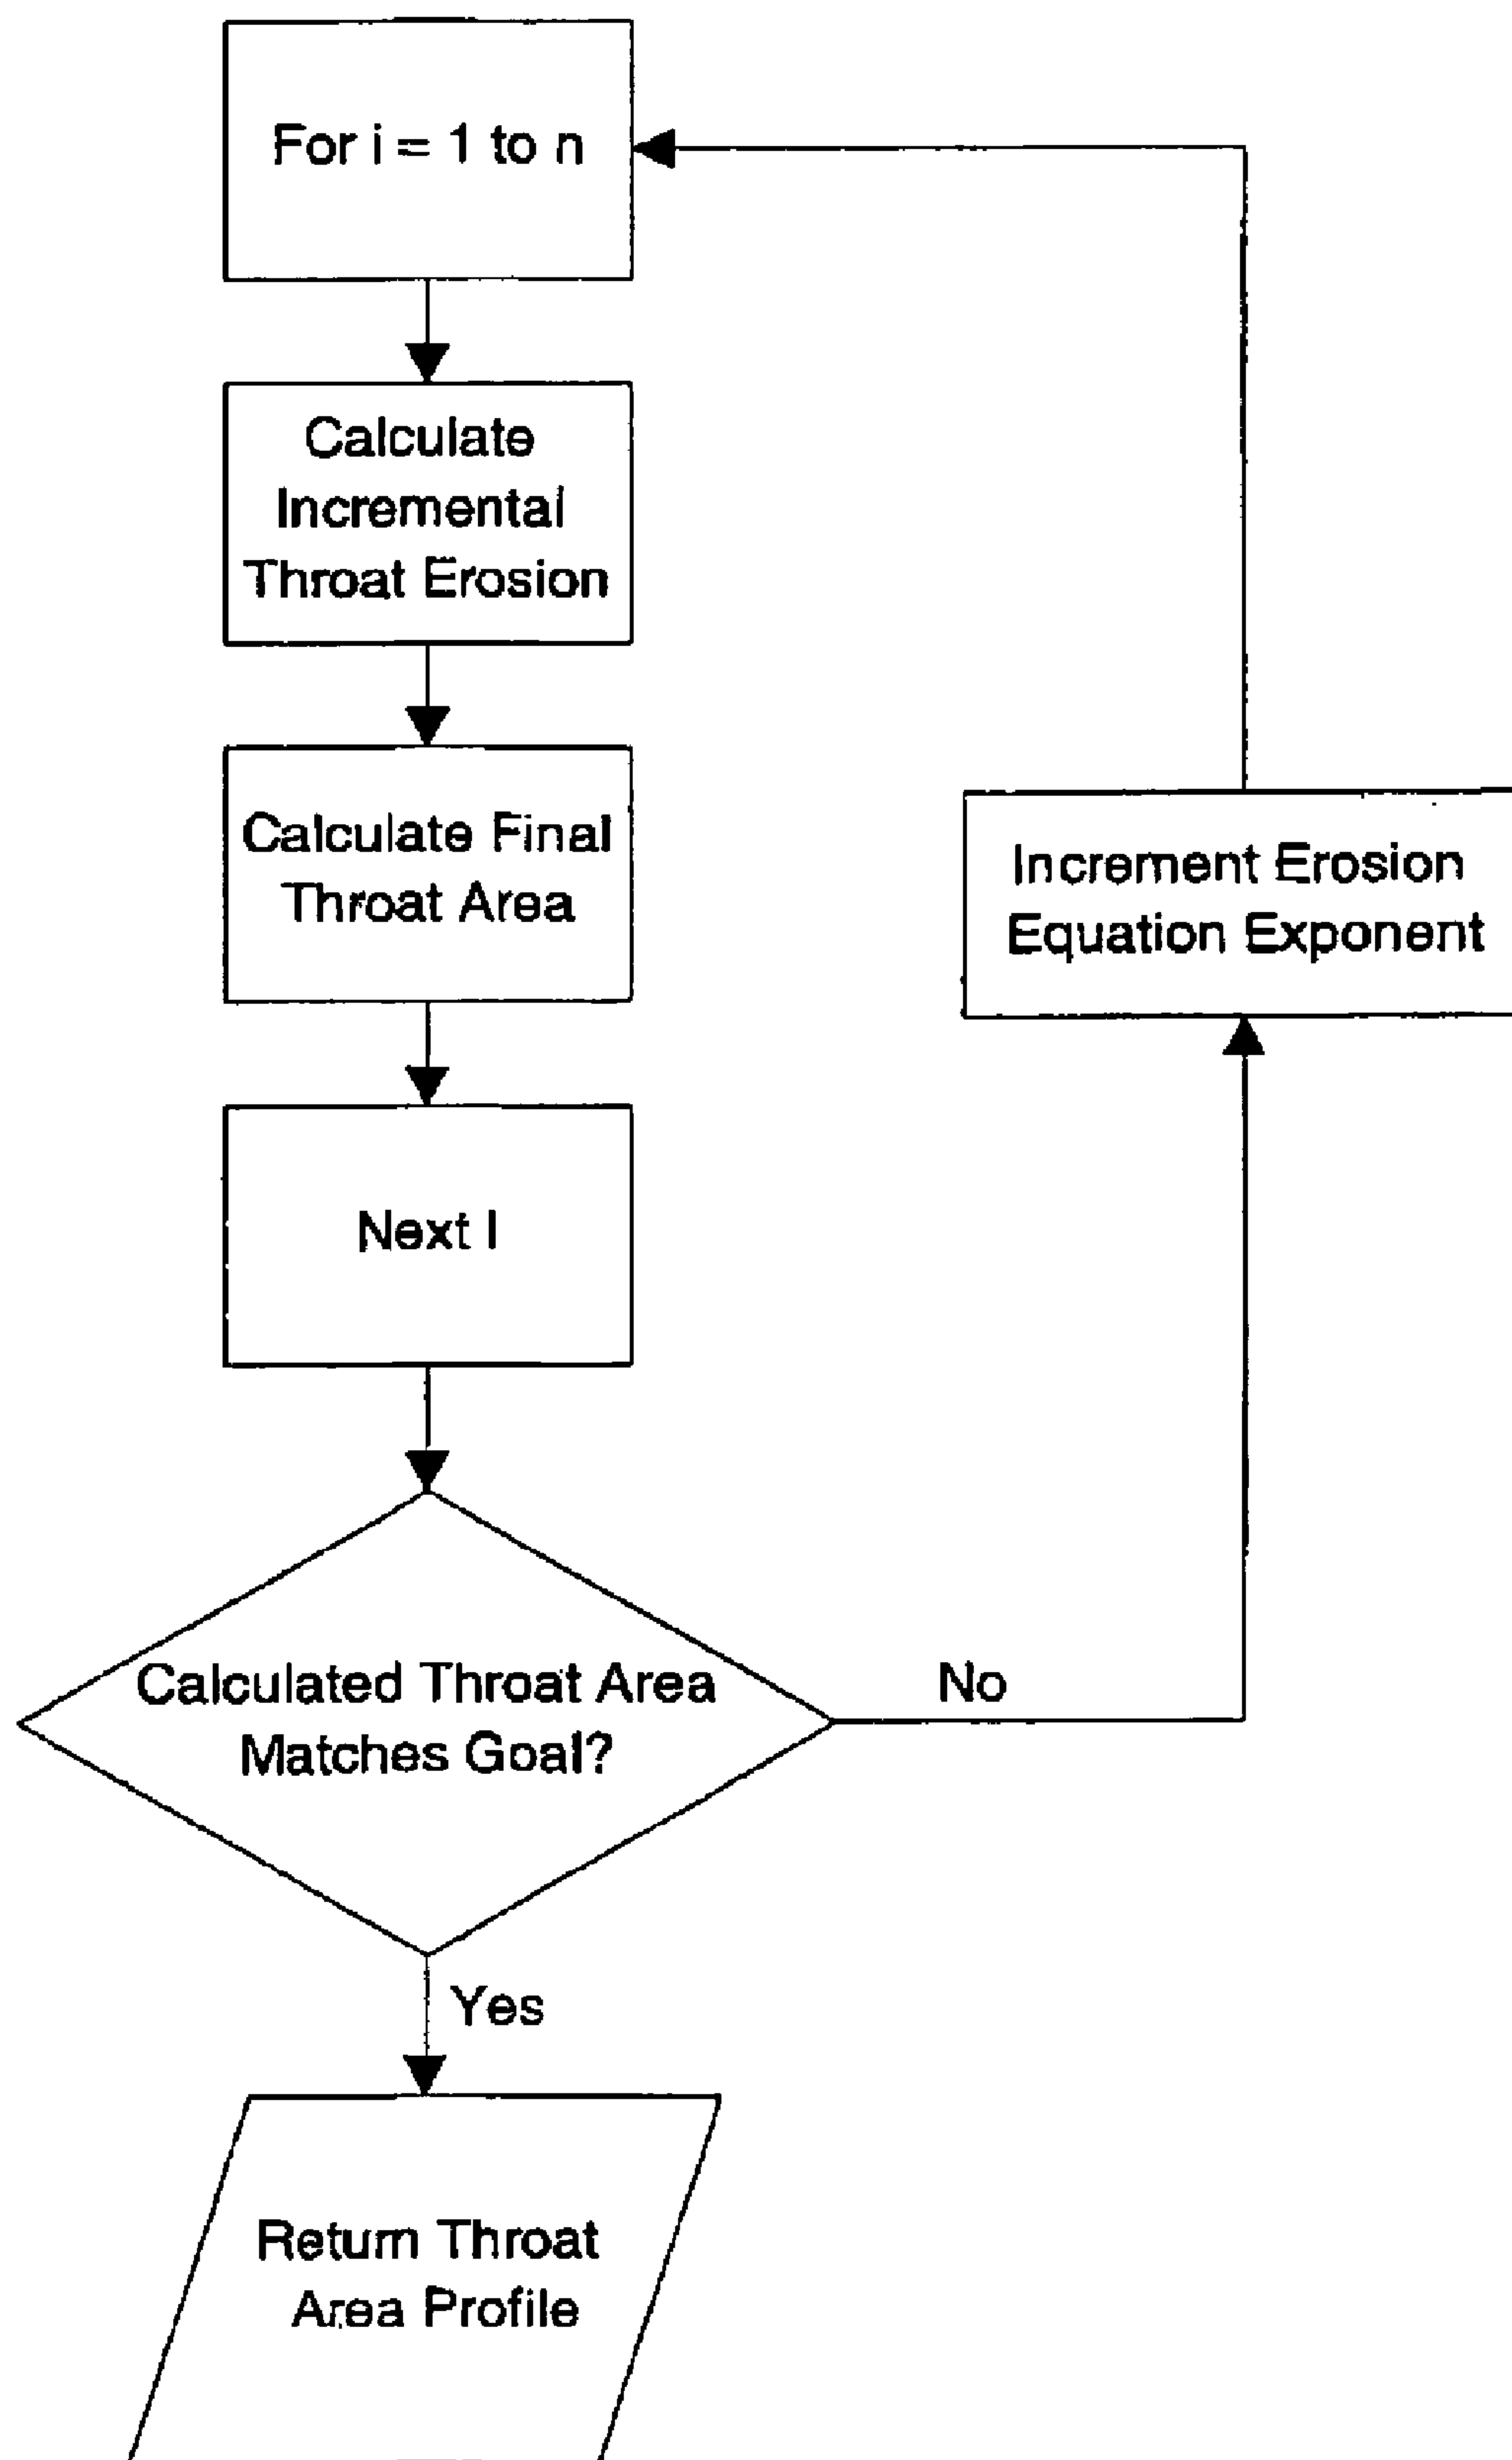 For i = 1 to n
Calculate
Incremental
Throat Erosion
Calculate Final
Throat Area
Increment Erosion
Equation Exponent
Next I
Calculated Throat Area
Matches Goal?
No
Yes
Return Throat
Area Profile